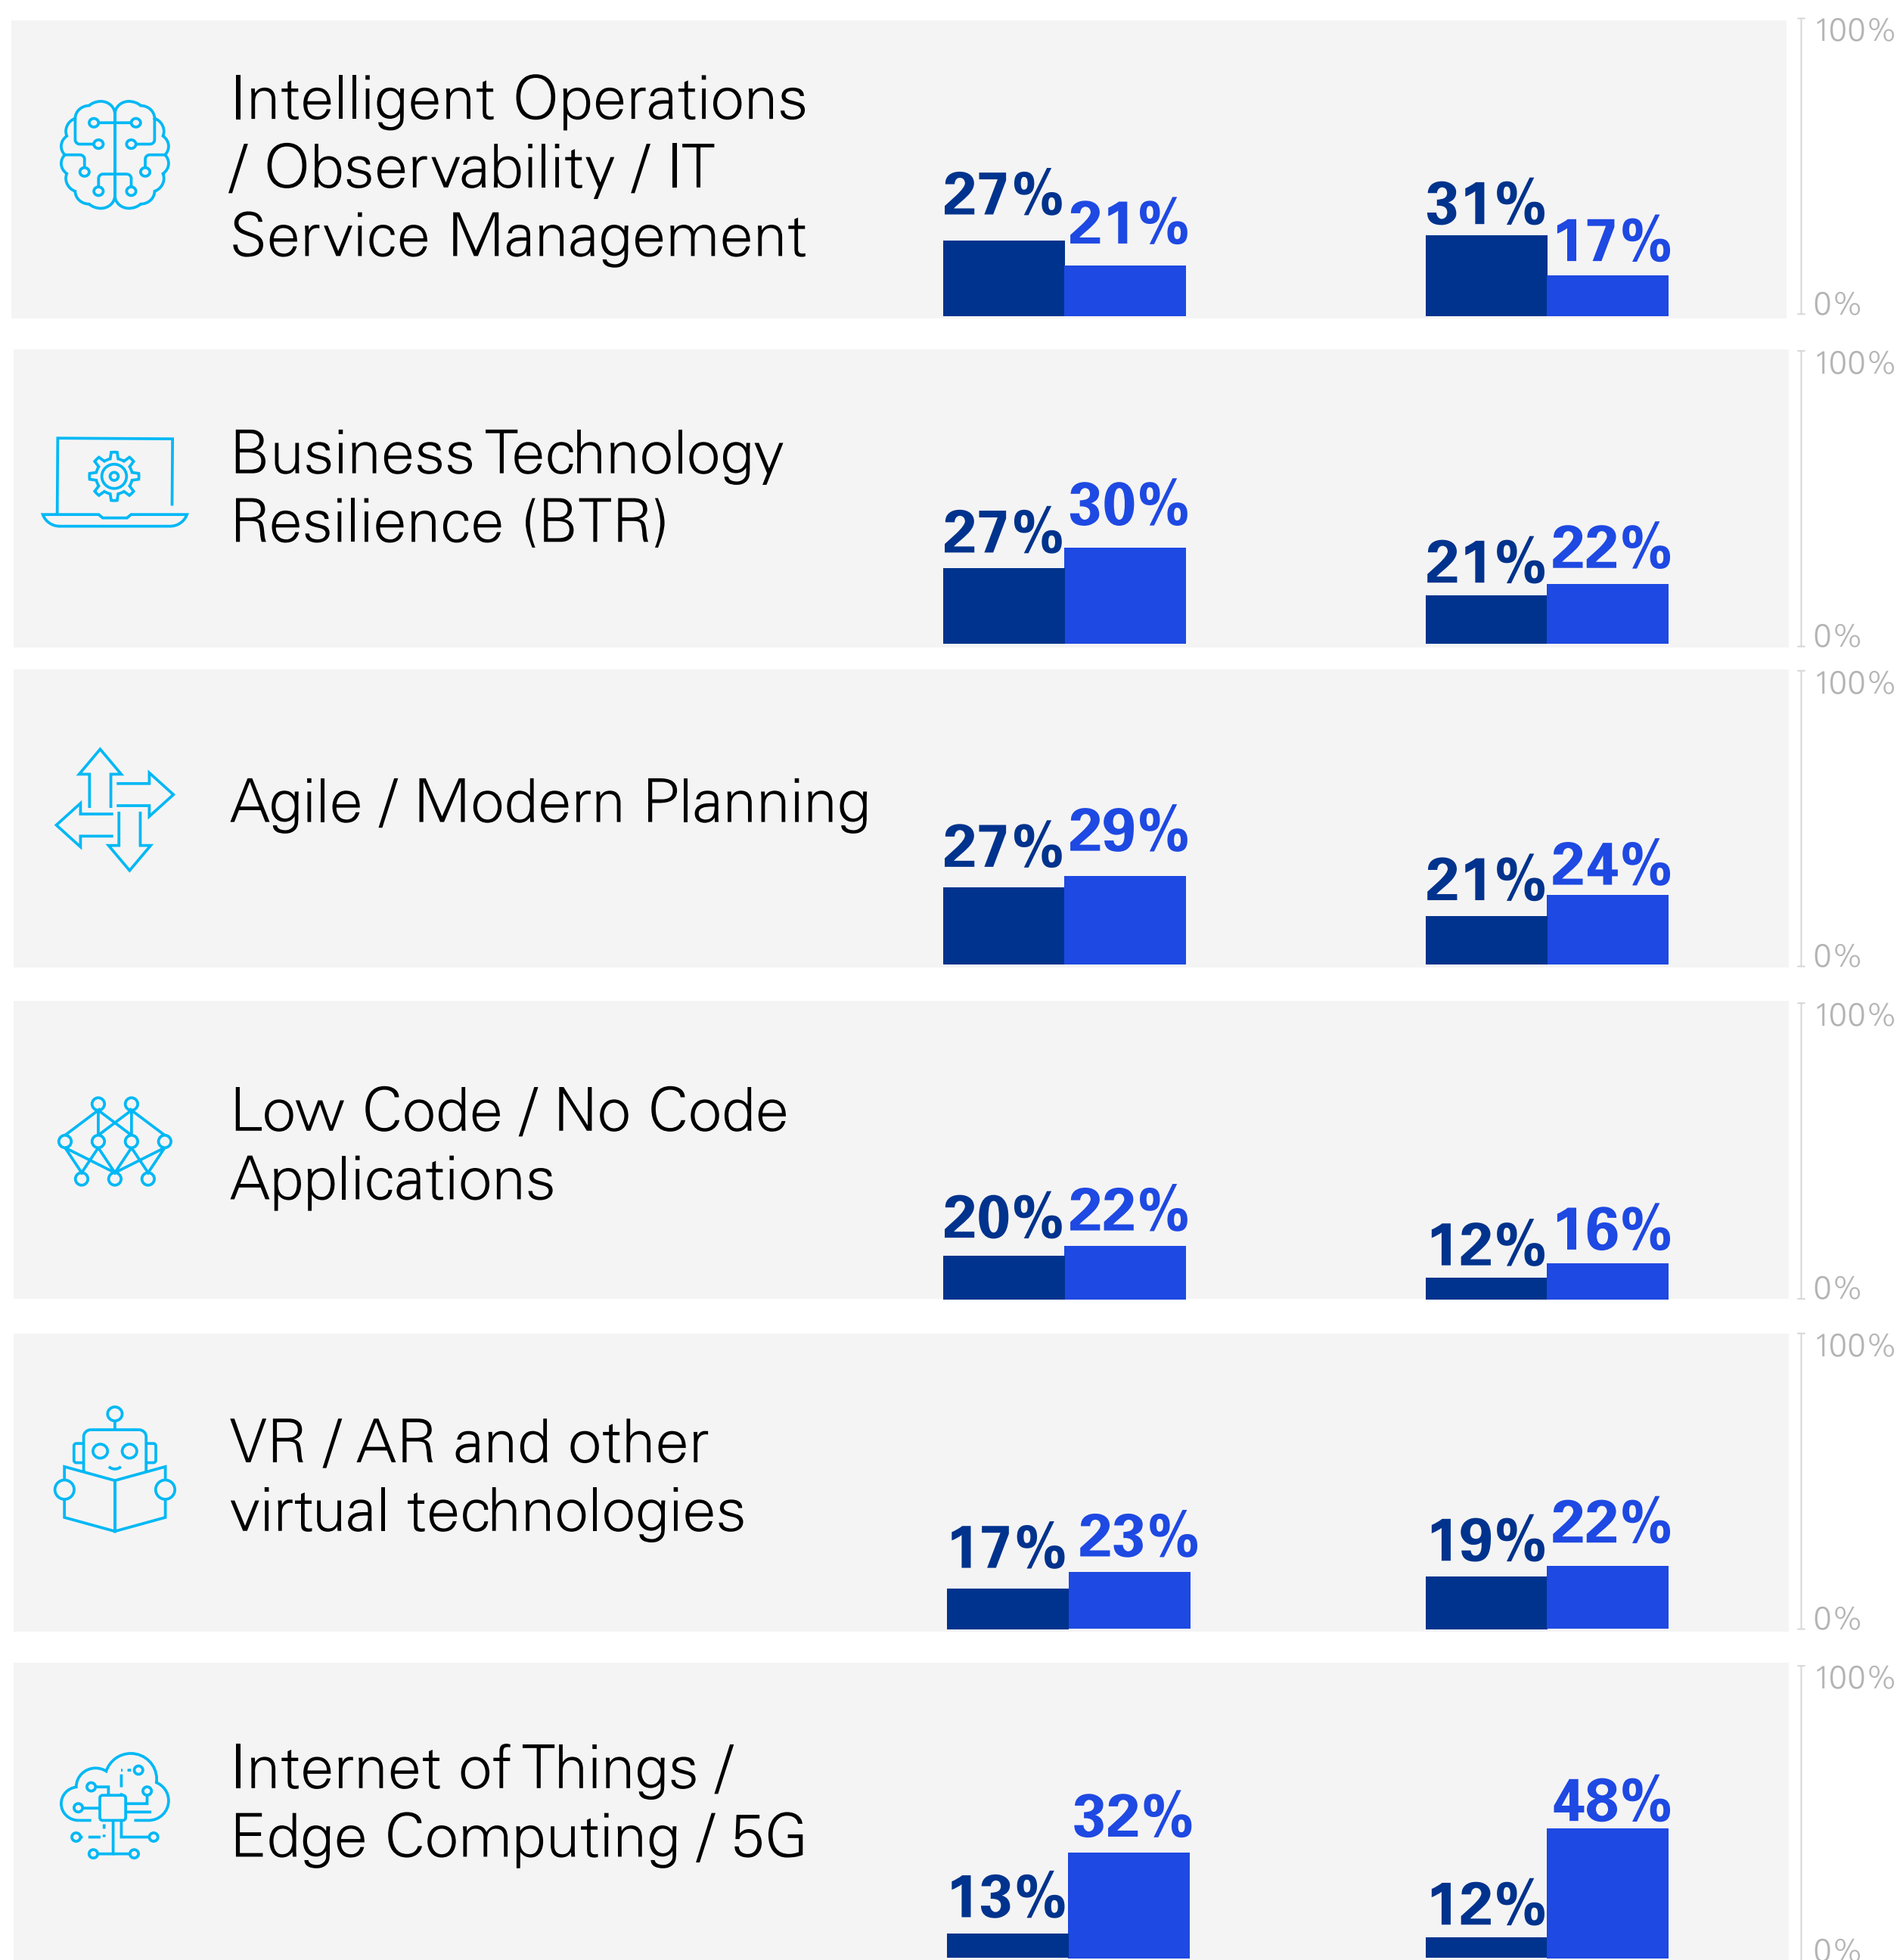 100%
Intelligent Operations
/ Observability / IT
Service Management
27% 21% 31% 17%
0%
100%
Business Technology
Resilience (BTR)
27% 30% 21% 22%
0%
100%
Agile / Modern Planning
27% 29% 21% 24%
0%
100%
Low Code / No Code
Applications
20% 22% 12% 16%
0%
100%
VR / AR and other
virtual technologies
17% 23% 19% 22%
0%
100%
Internet of Things /
Edge Computing / 5G
13% 32% 12% 48%
0%